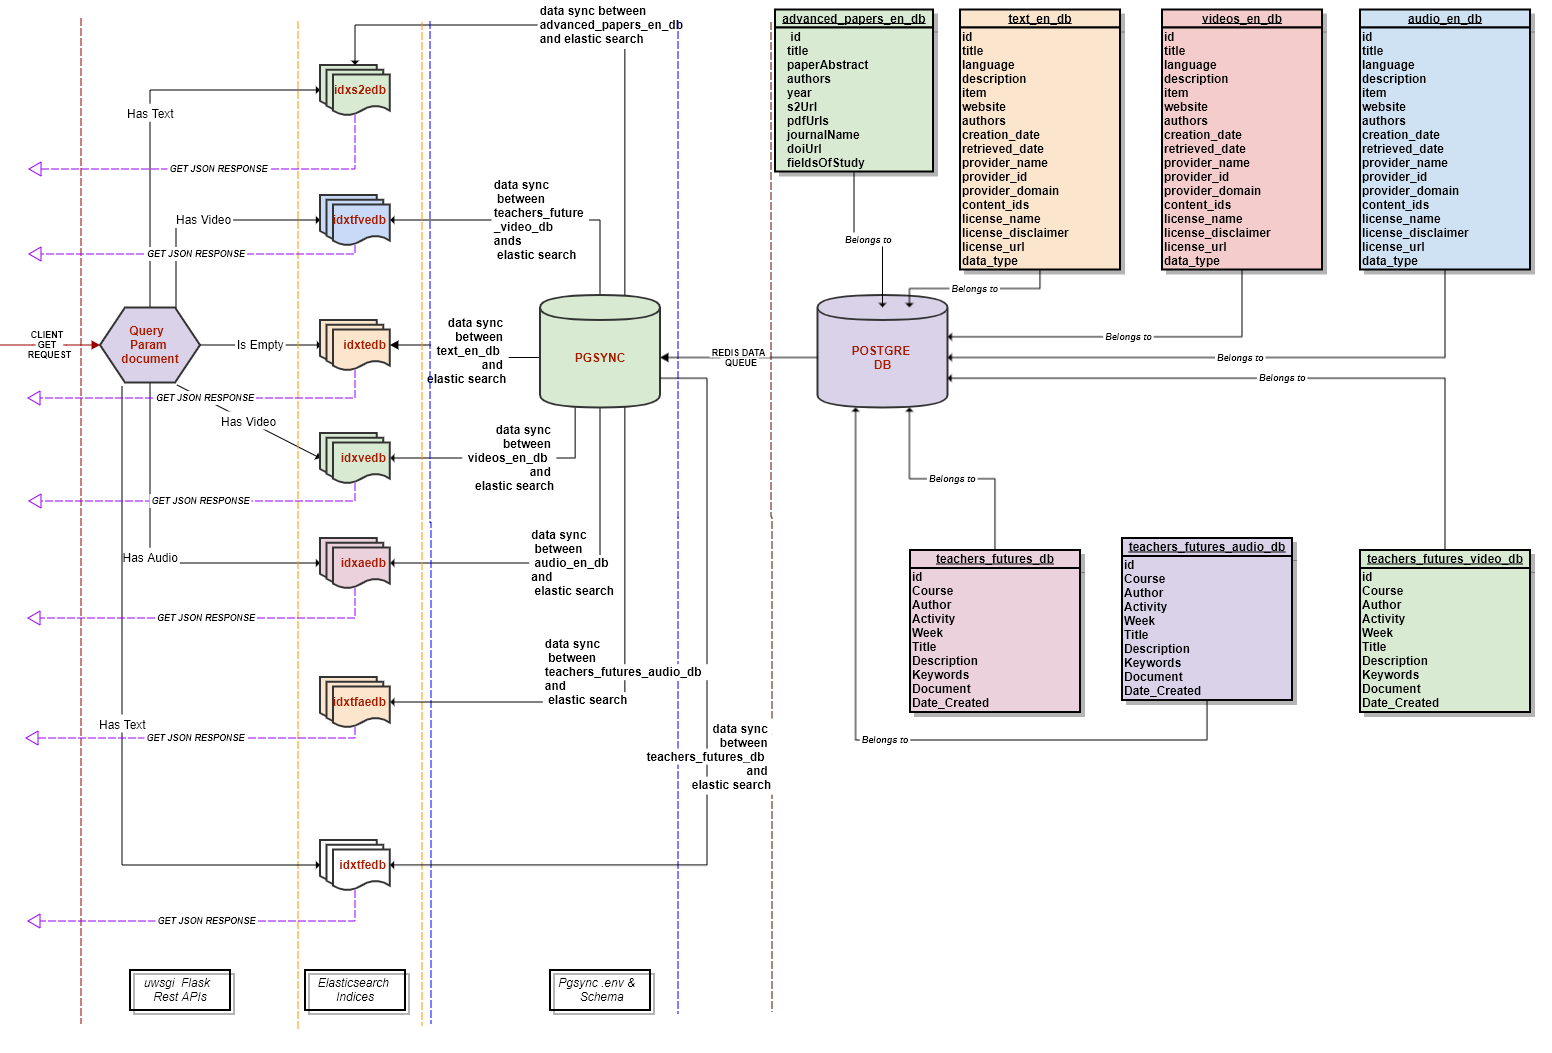 data sync between
advanced_papers_en_db
and elastic search
idxs2edb
Has Text
GET JSON RESPONSE
data sync
between
teachers_future
_video_db
ands
elastic search
Has Video
idxtfvedb
GET JSON RESPONSE
CLIENT
GET
REQUEST
Query
Param
document
Is Empty
idxtedb
data sync
between
text_en_db
and
elastic search
PGSYNC
REDIS DATA
QUEUE
POSTGRE
DB
GET JSON RESPONSE
Has Video
idxvedb
data sync
between
videos_en_db
and
elastic search
GET JSON RESPONSE
Has Audio
idxaedb
data sync
between
audio_en_db
and
elastic search
GET JSON RESPONSE
data sync
between
teachers_futures_audio_db
and
elastic search
idxtfaedb
Has Text
GET JSON RESPONSE
data sync
between
teachers_futures_db
and
elastic search
idxtfedb
GET JSON RESPONSE
uwsgi Flask
Rest APIs
Elasticsearch
Indices
Pgsync .env &
Schema
advanced_papers_en_db
id
title
paperAbstract
authors
year
s2Url
pdfUrls
journalName
doiUrl
fieldsOfStudy
text_en_db
id
title
language
description
item
website
authors
creation_date
retrieved_date
provider_name
provider_id
provider_domain
content_ids
license_name
license_disclaimer
license_url
data_type
videos_en_db
id
title
language
description
item
website
authors
creation_date
retrieved_date
provider_name
provider_id
provider_domain
content_ids
license_name
license_disclaimer
license_url
data_type
audio_en_db
id
title
language
description
item
website
authors
creation_date
retrieved_date
provider_name
provider_id
provider_domain
content_ids
license_name
license_disclaimer
license_url
data_type
Belongs to
Belongs to
Belongs to
Belongs to
Belongs to
Belongs to
teachers_futures_db
id
Course
Author
Activity
Week
Title
Description
Keywords
Document
Date_Created
teachers_futures_audio_db
id
Course
Author
Activity
Week
Title
Description
Keywords
Document
Date_Created
teachers_futures_video_db
id
Course
Author
Activity
Week
Title
Description
Keywords
Document
Date_Created
Belongs to